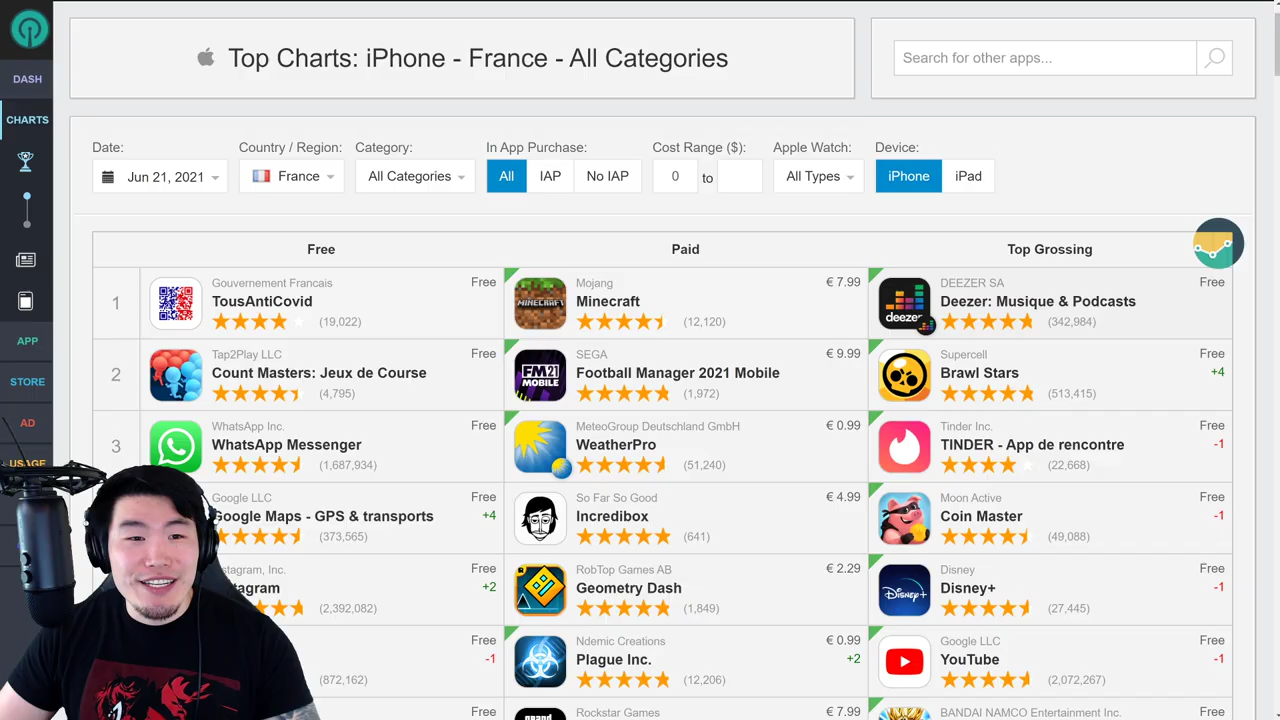 Top Charts: iPhone - France - All Categories
Search for other apps...
DASH
CHARTS
APP
STORE
AD
USAGE
Date:
Country / Region:
Category:
In App Purchase:
Cost Range ($):
Apple Watch:
Device:
Jun 21, 2021
France
All Categories
All
IAP
No IAP
0
to
All Types
iPhone
iPad
Free
Paid
Top Grossing
1
Gouvernement Francais
Free
TousAntiCovid
(19,022)
MINECRAFT
Mojang
€ 7.99
Minecraft
(12,120)
deezer
DEEZER SA
Free
Deezer: Musique & Podcasts
(342,984)
2
Tap2Play LLC
Free
Count Masters: Jeux de Course
(4,795)
FM21
MOBILE
SEGA
€ 9.99
Football Manager 2021 Mobile
(1,972)
Supercell
Free
Brawl Stars
+4
(513,415)
3
WhatsApp Inc.
Free
WhatsApp Messenger
(1,687,934)
MeteoGroup Deutschland GmbH
€ 0.99
WeatherPro
(51,240)
Tinder Inc.
Free
TINDER - App de rencontre
-1
(22,668)
Google LLC
Free
Google Maps - GPS & transports
+4
(373,565)
So Far So Good
€ 4.99
Incredibox
(641)
Moon Active
Free
Coin Master
-1
(49,088)
Inc.
Free
+2
(2,392,082)
RobTop Games AB
€ 2.29
Geometry Dash
(1,849)
Disney+
Disney
Free
Disney+
-1
(27,445)
Free
-1
872,162)
Ndemic Creations
€ 0.99
Plague Inc.
+2
(12,206)
Google LLC
Free
YouTube
-1
(2,072,267)
Free
Rockstar Games
€ 7.99
BANDAI NAMCO Entertainment Inc.
Free